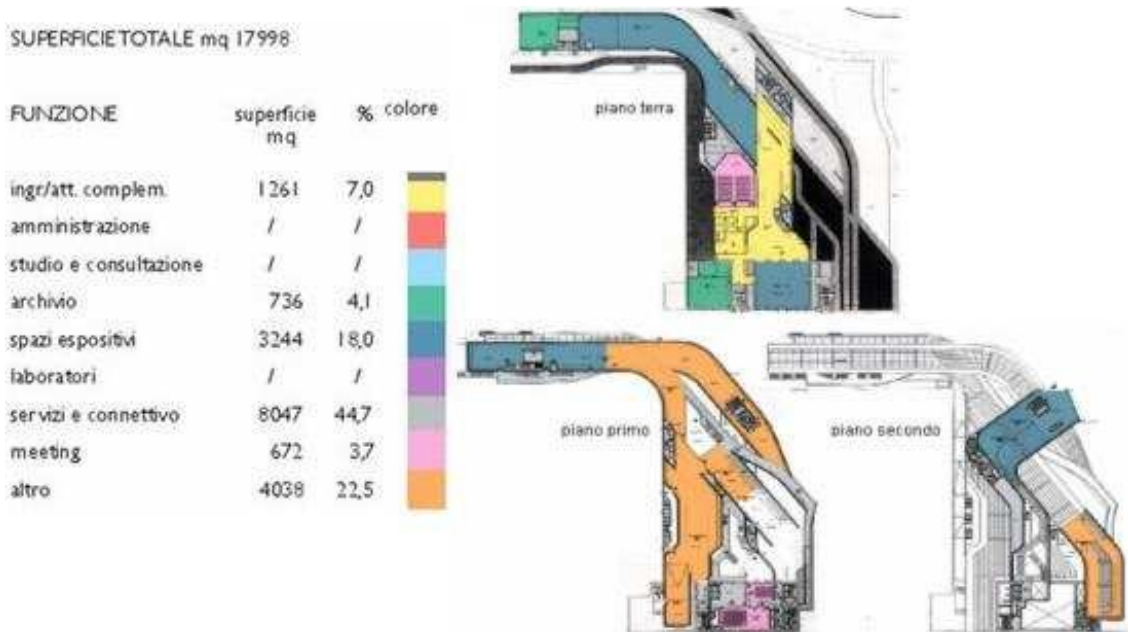 SUPERFICIE TOTALE mq 17998
FUNZIONE superficie mq % colore
ingr/att. complem. 1261 7,0
amministrazione / /
studio e consultazione / /
archivio 736 4,1
spazi espositivi 3244 18,0
laboratori / /
servizi e connettivo 8047 44,7
meeting 672 3,7
altro 4038 22,5
piano terra
piano primo
piano secondo